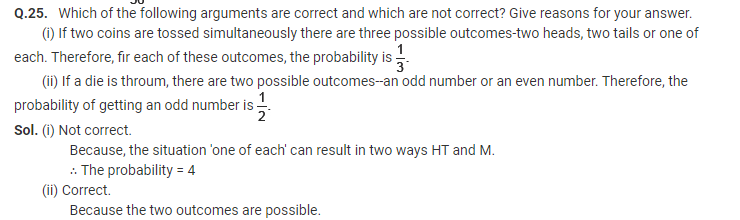 Q.25. Which of the following arguments are correct and which are not correct? Give reasons for your answer.
(i) If two coins are tossed simultaneously there are three possible outcomes-two heads, two tails or one of
each. Therefore, fir each of these outcomes, the probability is 1/3.
(ii) If a die is throum, there are two possible outcomes--an odd number or an even number. Therefore, the
probability of getting an odd number is 1/2.
Sol. (i) Not correct.
Because, the situation 'one of each' can result in two ways HT and M.
∴ The probability = 4
(ii) Correct.
Because the two outcomes are possible.